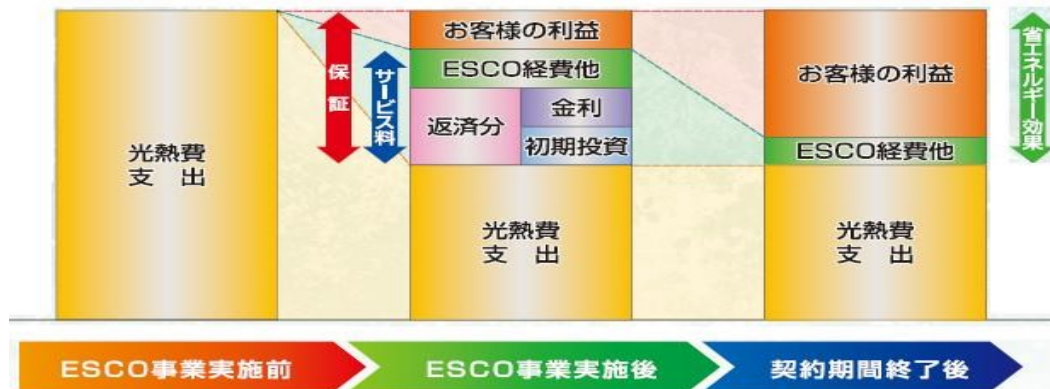 光熱費
支 出
保証
サービス料
お客様の利益
ESCO経費他
返済分
金利
初期投資
光熱費
支 出
お客様の利益
ESCO経費他
光熱費
支 出
省エネルギー効果
ESCO事業実施前
ESCO事業実施後
契約期間終了後